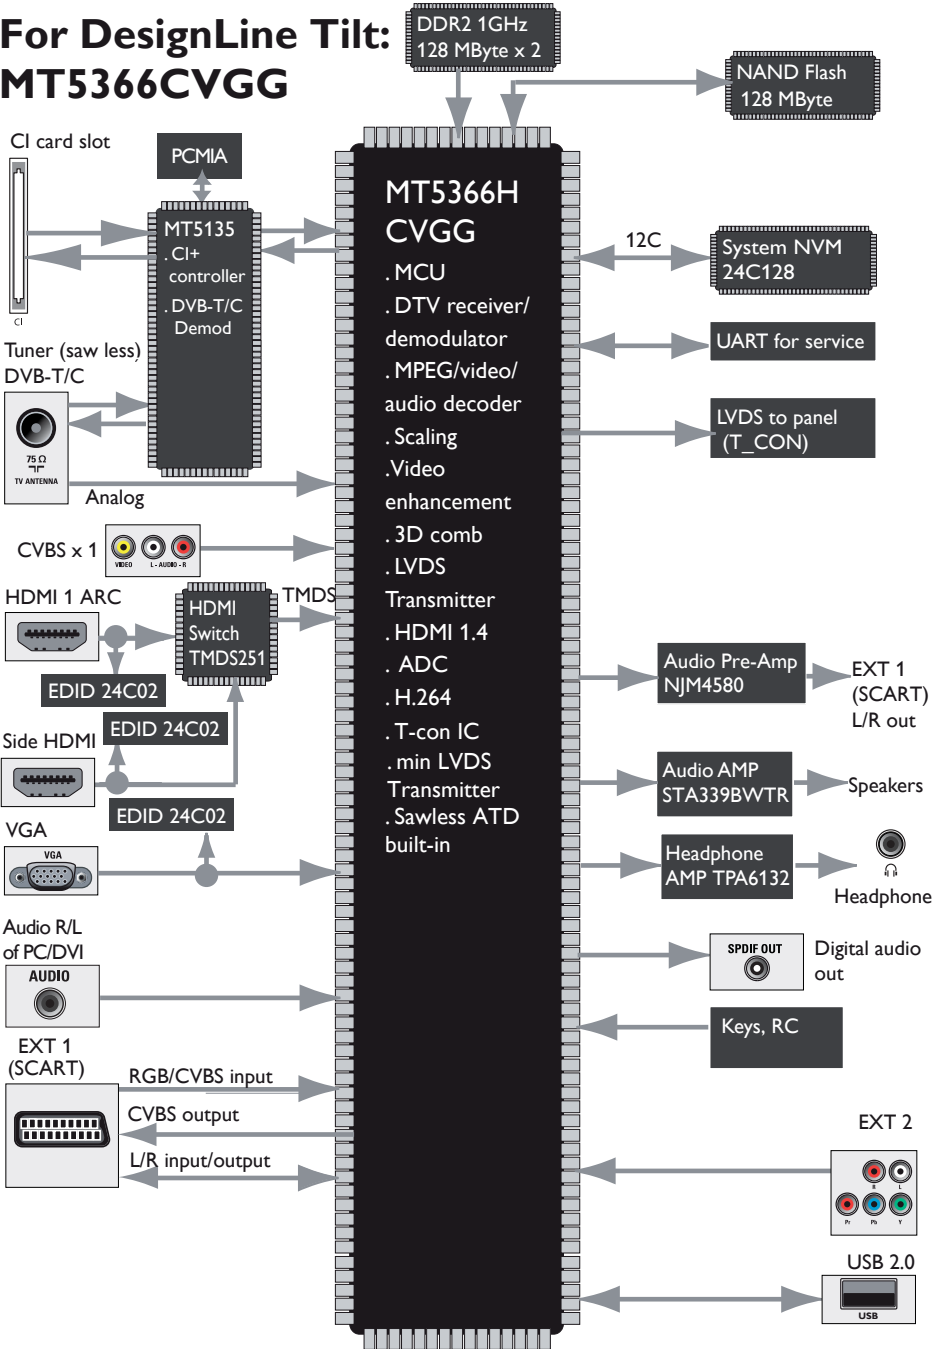 For DesignLine Tilt:
MT5366CVGG
DDR2 1GHz
128 MByte x 2
NAND Flash
128 MByte
CI card slot
PCMIA
CI
MT5135
. CI+
controller
. DVB-T/C
Demod
Tuner (saw less)
DVB-T/C
75 Ω
TV ANTENNA
Analog
CVBS x 1
VIDEO
L - AUDIO - R
HDMI 1 ARC
HDMI
Switch
TMDS251
TMDS
EDID 24C02
EDID 24C02
Side HDMI
EDID 24C02
VGA
VGA
Audio R/L
of PC/DVI
AUDIO
EXT 1
(SCART)
RGB/CVBS input
CVBS output
L/R input/output
MT5366H
CVGG
. MCU
. DTV receiver/
demodulator
. MPEG/video/
audio decoder
. Scaling
. Video
enhancement
. 3D comb
. LVDS
Transmitter
. HDMI 1.4
. ADC
. H.264
. T-con IC
. min LVDS
Transmitter
. Sawless ATD
built-in
12C
System NVM
24C128
UART for service
LVDS to panel
(T_CON)
Audio Pre-Amp
NJM4580
EXT 1
(SCART)
L/R out
Audio AMP
STA339BWTR
Speakers
Headphone
AMP TPA6132
Headphone
SPDIF OUT
Digital audio
out
Keys, RC
EXT 2
R L
Pr Pb Y
USB 2.0
USB